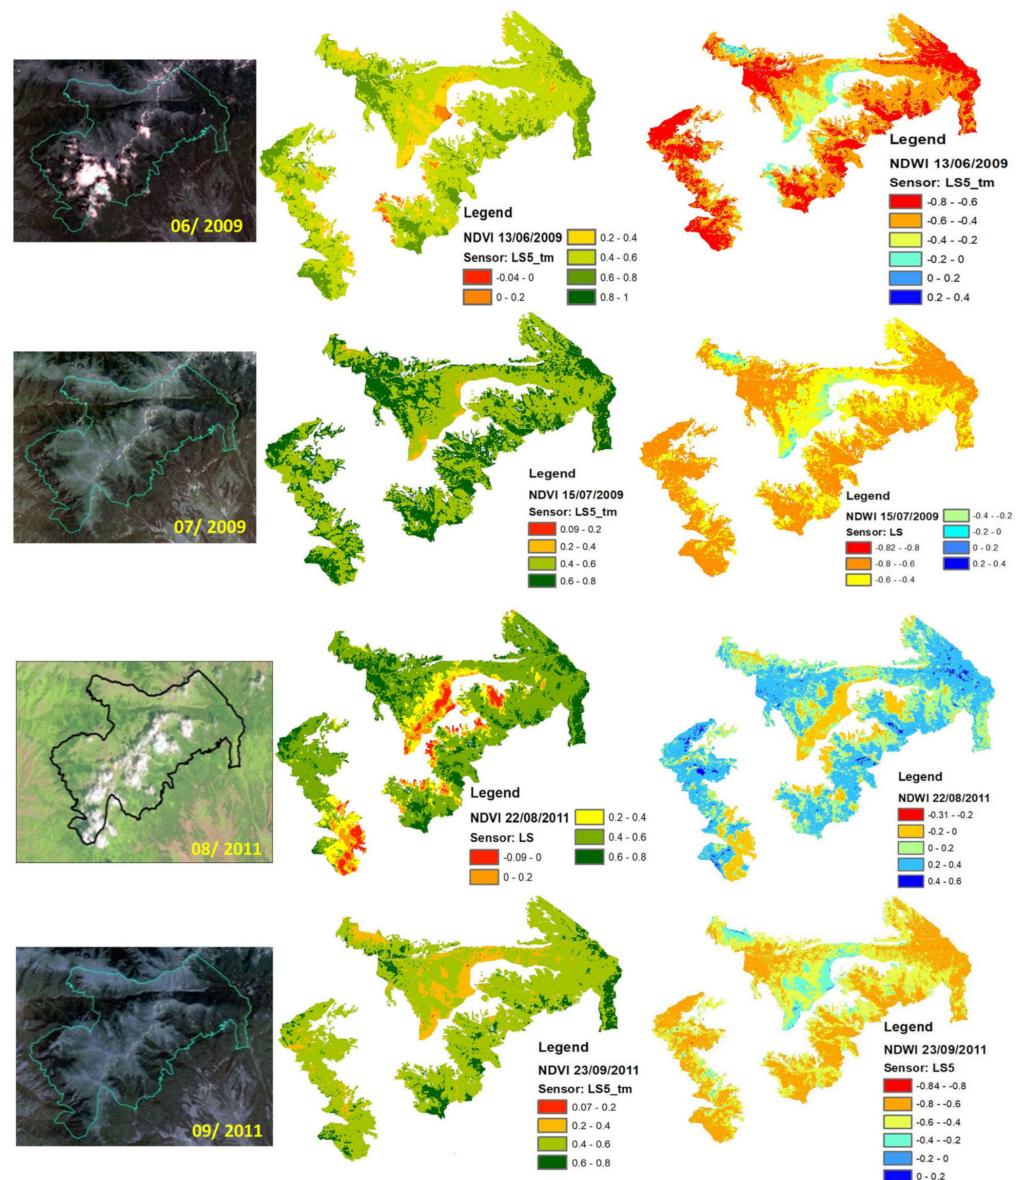 06/ 2009
Legend
NDVI 13/06/2009
Sensor: LS5_tm
-0.04 - 0
0 - 0.2
0.2 - 0.4
0.4 - 0.6
0.6 - 0.8
0.8 - 1
Legend
NDWI 13/06/2009
Sensor: LS5_tm
-0.8 - -0.6
-0.6 - -0.4
-0.4 - -0.2
-0.2 - 0
0 - 0.2
0.2 - 0.4
07/ 2009
Legend
NDVI 15/07/2009
Sensor: LS5_tm
0.09 - 0.2
0.2 - 0.4
0.4 - 0.6
0.6 - 0.8
Legend
NDWI 15/07/2009
Sensor: LS
-0.82 - -0.8
-0.8 - -0.6
-0.6 - -0.4
-0.4 - -0.2
-0.2 - 0
0 - 0.2
0.2 - 0.4
08/ 2011
Legend
NDVI 22/08/2011
Sensor: LS
-0.09 - 0
0 - 0.2
0.2 - 0.4
0.4 - 0.6
0.6 - 0.8
Legend
NDWI 22/08/2011
-0.31 - -0.2
-0.2 - 0
0 - 0.2
0.2 - 0.4
0.4 - 0.6
09/ 2011
Legend
NDVI 23/09/2011
Sensor: LS5_tm
0.07 - 0.2
0.2 - 0.4
0.4 - 0.6
0.6 - 0.8
Legend
NDWI 23/09/2011
Sensor: LS5
-0.84 - -0.8
-0.8 - -0.6
-0.6 - -0.4
-0.4 - -0.2
-0.2 - 0
0 - 0.2